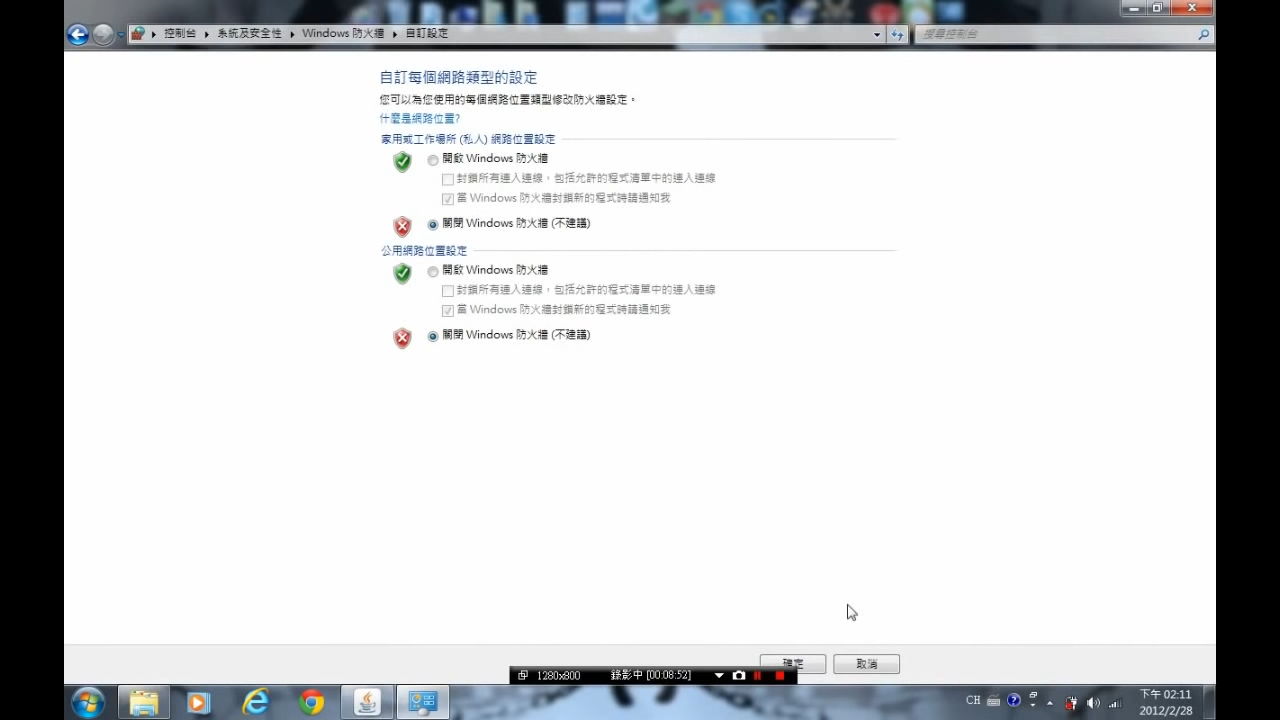 控制台 ▸ 系統及安全性 ▸ Windows 防火牆 ▸ 自訂設定
搜尋控制台
自訂每個網路類型的設定
您可以為您使用的每個網路位置類型修改防火牆設定。
什麼是網路位置?
家用或工作場所 (私人) 網路位置設定
開啟 Windows 防火牆
封鎖所有連入連線，包括允許的程式清單中的連入連線
當 Windows 防火牆封鎖新的程式時請通知我
關閉 Windows 防火牆 (不建議)
公用網路位置設定
開啟 Windows 防火牆
封鎖所有連入連線，包括允許的程式清單中的連入連線
當 Windows 防火牆封鎖新的程式時請通知我
關閉 Windows 防火牆 (不建議)
確定
取消
1280x800 錄影中 [00:08:52]
CH
下午 02:11
2012/2/28